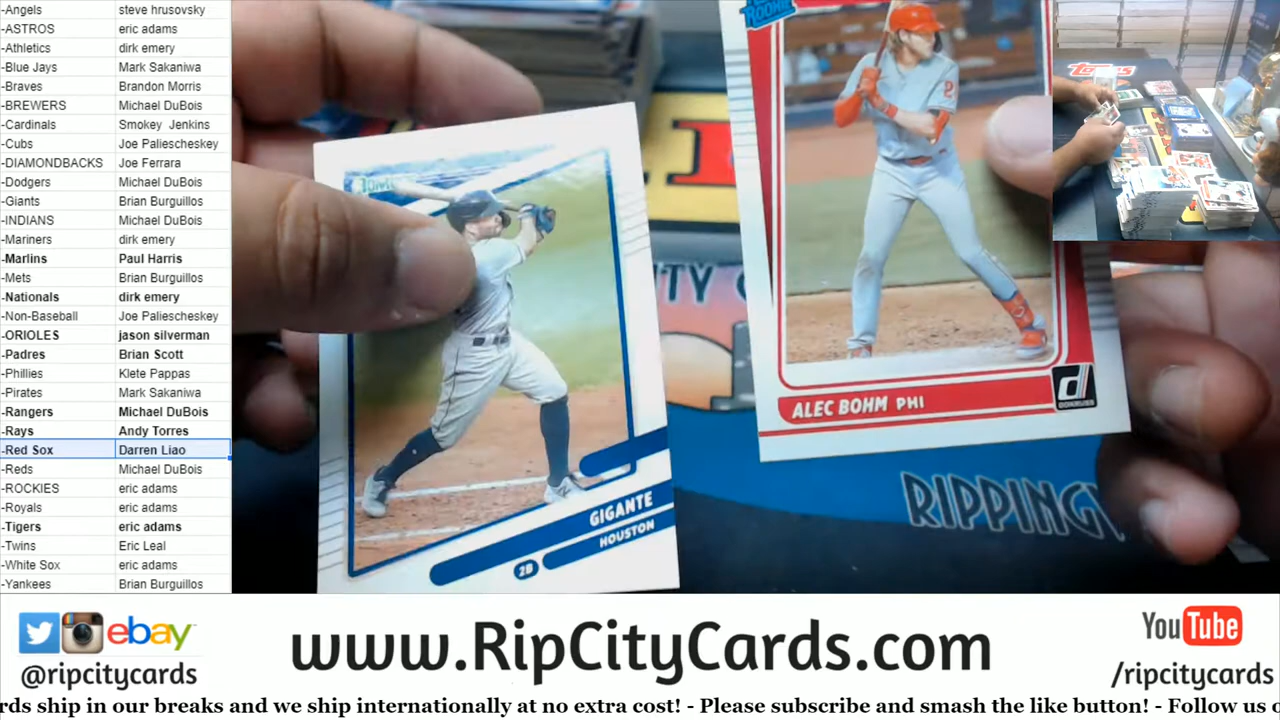 -Angels steve hrusovsky
-ASTROS eric adams
-Athletics dirk emery
-Blue Jays Mark Sakaniwa
-Braves Brandon Morris
-BREWERS Michael DuBois
-Cardinals Smokey Jenkins
-Cubs Joe Paliescheskey
-DIAMONDBACKS Joe Ferrara
-Dodgers Michael DuBois
-Giants Brian Burguillos
-INDIANS Michael DuBois
-Mariners dirk emery
-Marlins Paul Harris
-Mets Brian Burguillos
-Nationals dirk emery
-Non-Baseball Joe Paliescheskey
-ORIOLES jason silverman
-Padres Brian Scott
-Phillies Klete Pappas
-Pirates Mark Sakaniwa
-Rangers Michael DuBois
-Rays Andy Torres
-Red Sox Darren Liao
-Reds Michael DuBois
-ROCKIES eric adams
-Royals eric adams
-Tigers eric adams
-Twins Eric Leal
-White Sox eric adams
-Yankees Brian Burguillos
ROOKIE
2
ALEC BOHM PHI
d
DONRUSS
GIGANTE
HOUSTON
2B
ITY C
RIPPING
Topps
ebay
@ripcitycards
www.RipCityCards.com
YouTube
/ripcitycards
rds ship in our breaks and we ship internationally at no extra cost! - Please subscribe and smash the like button! - Follow us o